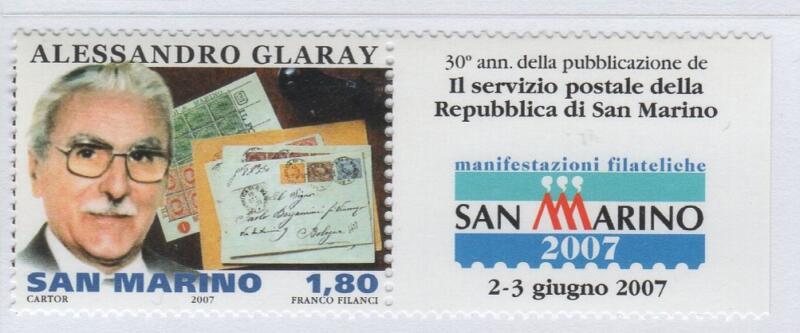 ALESSANDRO GLARAY
SAN MARINO
1,80
CARTOR
2007
FRANCO FILANCI
30° ann. della pubblicazione de
Il servizio postale della
Repubblica di San Marino
manifestazioni filateliche
SAN MARINO
2007
2-3 giugno 2007